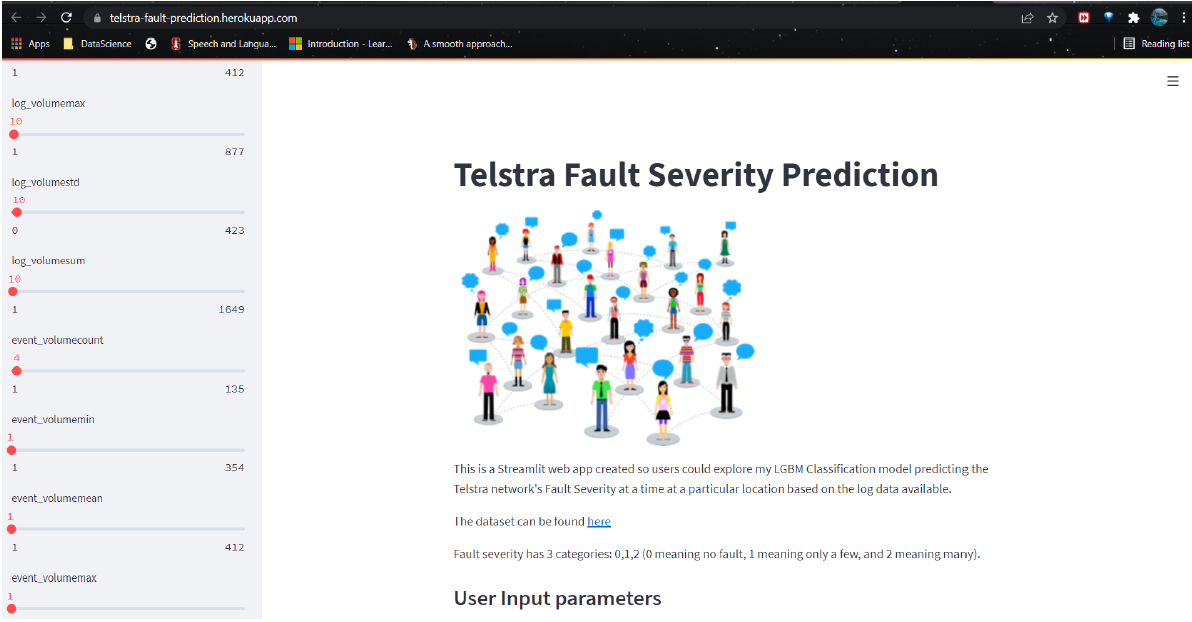 telstra-fault-prediction.herokuapp.com
Apps
DataScience
Speech and Langua...
Introduction - Lear...
A smooth approach...
Reading list
1 412
log_volumemax
10
1 877
log_volumestd
10
0 423
log_volumesum
10
1 1649
event_volumecount
4
1 135
event_volumemin
1
1 354
event_volumemean
1
1 412
event_volumemax
1
Telstra Fault Severity Prediction
This is a Streamlit web app created so users could explore my LGBM Classification model predicting the
Telstra network's Fault Severity at a time at a particular location based on the log data available.
The dataset can be found here
Fault severity has 3 categories: 0,1,2 (0 meaning no fault, 1 meaning only a few, and 2 meaning many).
User Input parameters